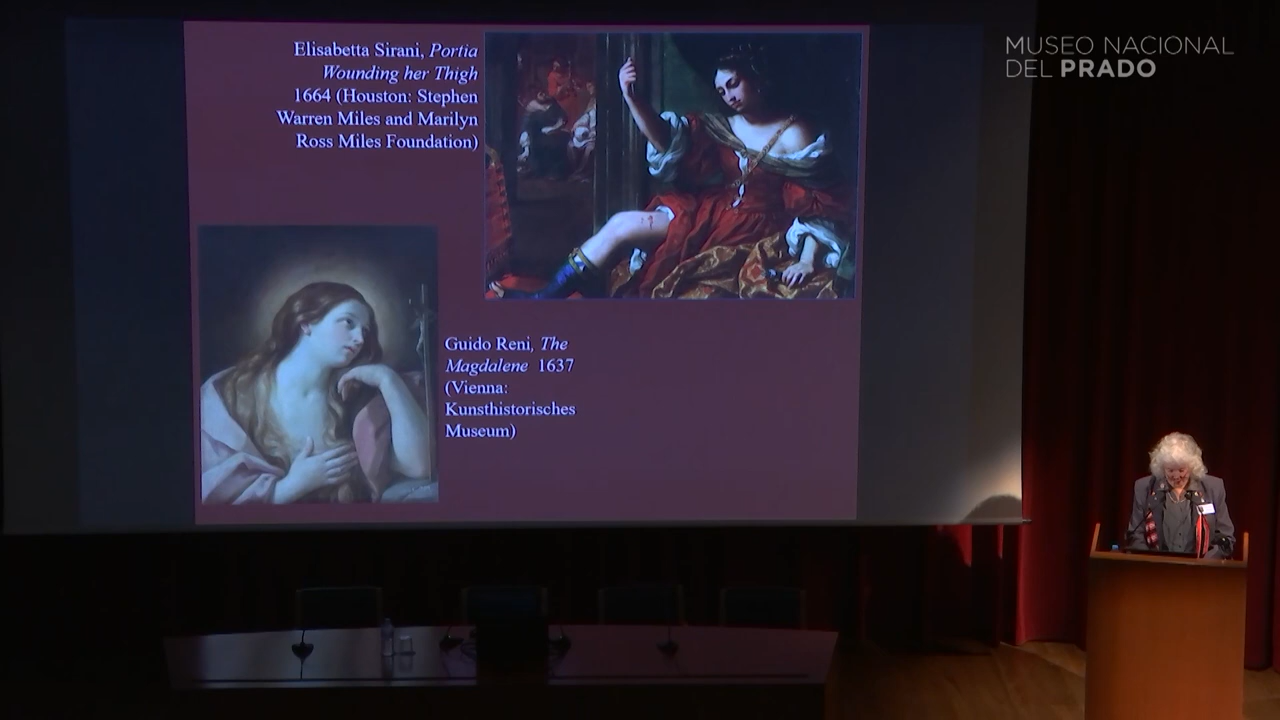 Elisabetta Sirani, Portia
Wounding her Thigh
1664 (Houston: Stephen
Warren Miles and Marilyn
Ross Miles Foundation)
MUSEO NACIONAL
DEL PRADO
Guido Reni, The
Magdalene 1637
(Vienna:
Kunsthistorisches
Museum)